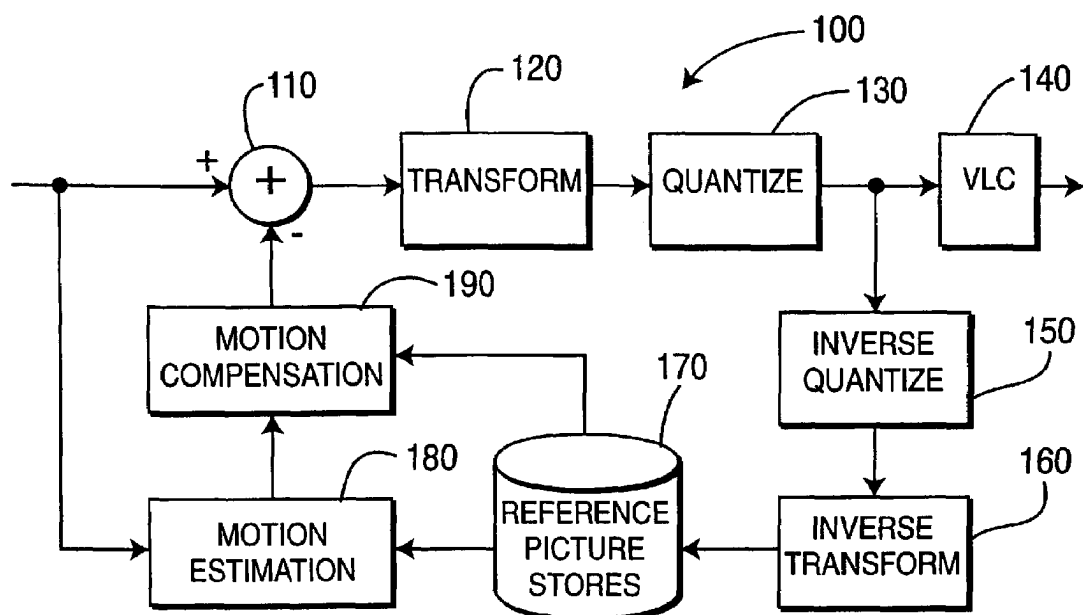 100
110
120
130
140
+
+
-
TRANSFORM
QUANTIZE
VLC
190
MOTION
COMPENSATION
170
INVERSE
QUANTIZE
150
180
MOTION
ESTIMATION
REFERENCE
PICTURE
STORES
160
INVERSE
TRANSFORM